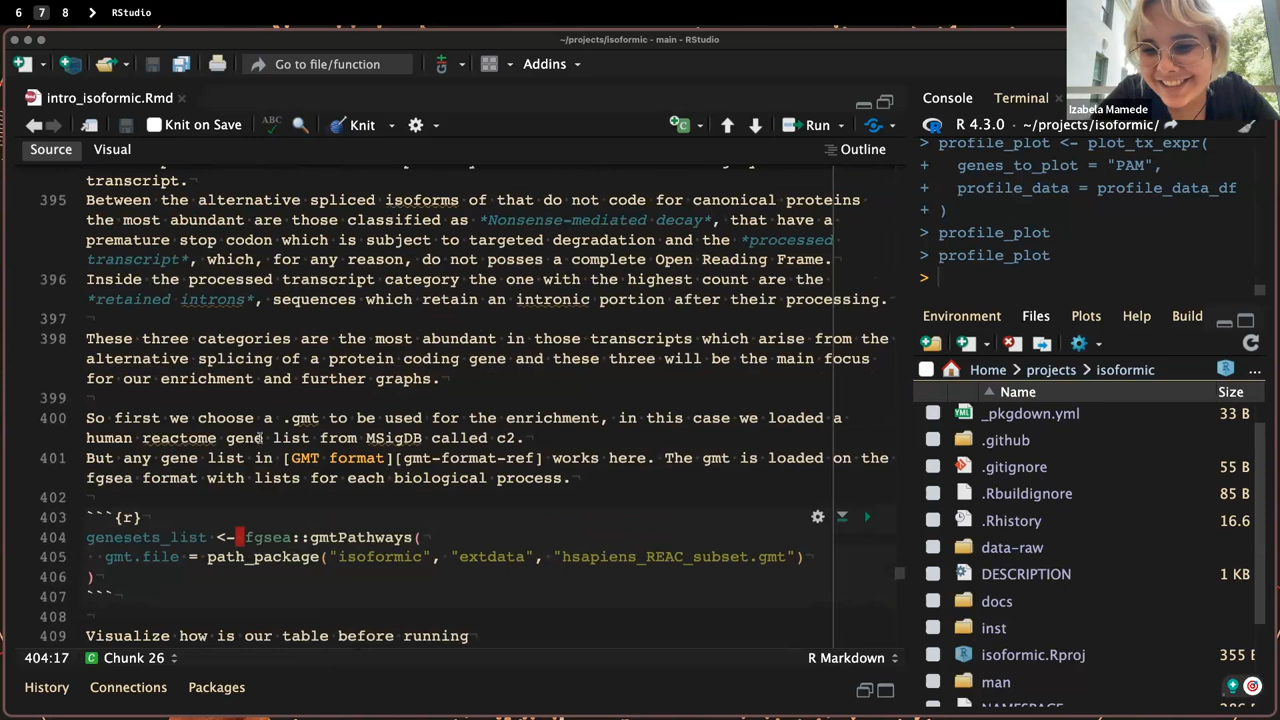 6 7 8 RStudio
~/projects/isoformic - main - RStudio
Go to file/function
Addins
Izabela Mamede
intro_isoformic.Rmd
Knit on Save
ABC
Knit
Run
Source
Visual
Outline
transcript.
395 Between the alternative spliced isoforms of that do not code for canonical proteins
the most abundant are those classified as *Nonsense-mediated decay*, that have a
premature stop codon which is subject to targeted degradation and the *processed
transcript*, which, for any reason, do not posses a complete Open Reading Frame.
396 Inside the processed transcript category the one with the highest count are the
*retained introns*, sequences which retain an intronic portion after their processing.
397
398 These three categories are the most abundant in those transcripts which arise from the
alternative splicing of a protein coding gene and these three will be the main focus
for our enrichment and further graphs.
399
400 So first we choose a .gmt to be used for the enrichment, in this case we loaded a
human reactome gene list from MSigDB called c2.
401 But any gene list in [GMT format][gmt-format-ref] works here. The gmt is loaded on the
fgsea format with lists for each biological process.
402
403 ```{r}
404 genesets_list <- fgsea::gmtPathways(
405 gmt.file = path_package("isoformic", "extdata", "hsapiens_REAC_subset.gmt")
406 )
407 ```
408
409 Visualize how is our table before running
404:17 Chunk 26
R Markdown
History Connections Packages
Console Terminal
R 4.3.0 · ~/projects/isoformic/
> profile_plot <- plot_tx_expr(
+ genes_to_plot = "PAM",
+ profile_data = profile_data_df
+ )
> profile_plot
> profile_plot
>
Environment Files Plots Help Build
Home projects isoformic ...
Name Size
_pkgdown.yml 33 B
.github
.gitignore 55 B
.Rbuildignore 85 B
.Rhistory 16.6
data-raw
DESCRIPTION 1 KB
docs
inst
isoformic.Rproj 355 B
man
NAMESPACE